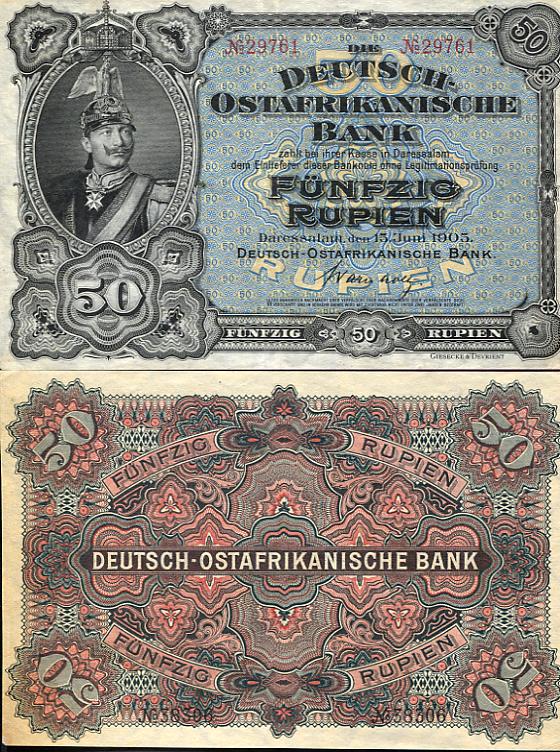 №29761 №29761
50
DIE
DEUTSCH-
OSTAFRIKANISCHE
BANK
zahlt bei ihrer Kasse in Daressalam
dem Einlieferer dieser Banknote ohne Legitimationsprüfung
FÜNFZIG
RUPIEN
Daressalam, den 15. Juni 1905.
DEUTSCH-OSTAFRIKANISCHE BANK.
RUPIEN
50
FÜNFZIG 50 RUPIEN
GIESECKE & DEVRIENT
50 50
FÜNFZIG RUPIEN
DEUTSCH-OSTAFRIKANISCHE BANK
FÜNFZIG RUPIEN
50 50